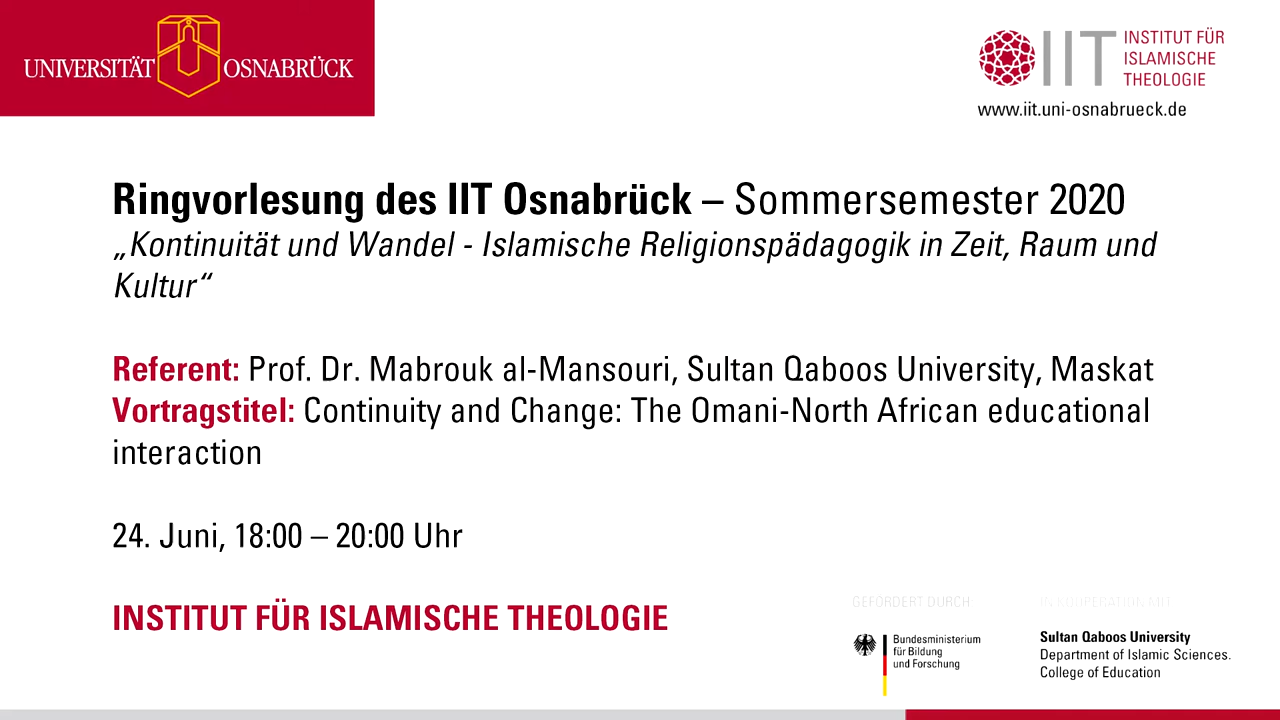 UNIVERSITÄT OSNABRÜCK
IIT INSTITUT FÜR
ISLAMISCHE
THEOLOGIE
www.iit.uni-osnabrueck.de
Ringvorlesung des IIT Osnabrück – Sommersemester 2020
„Kontinuität und Wandel - Islamische Religionspädagogik in Zeit, Raum und
Kultur“
Referent: Prof. Dr. Mabrouk al-Mansouri, Sultan Qaboos University, Maskat
Vortragstitel: Continuity and Change: The Omani-North African educational
interaction
24. Juni, 18:00 – 20:00 Uhr
INSTITUT FÜR ISLAMISCHE THEOLOGIE
GEFÖRDERT DURCH
Bundesministerium
für Bildung
und Forschung
IN KOOPERATION MIT
Sultan Qaboos University
Department of Islamic Sciences.
College of Education